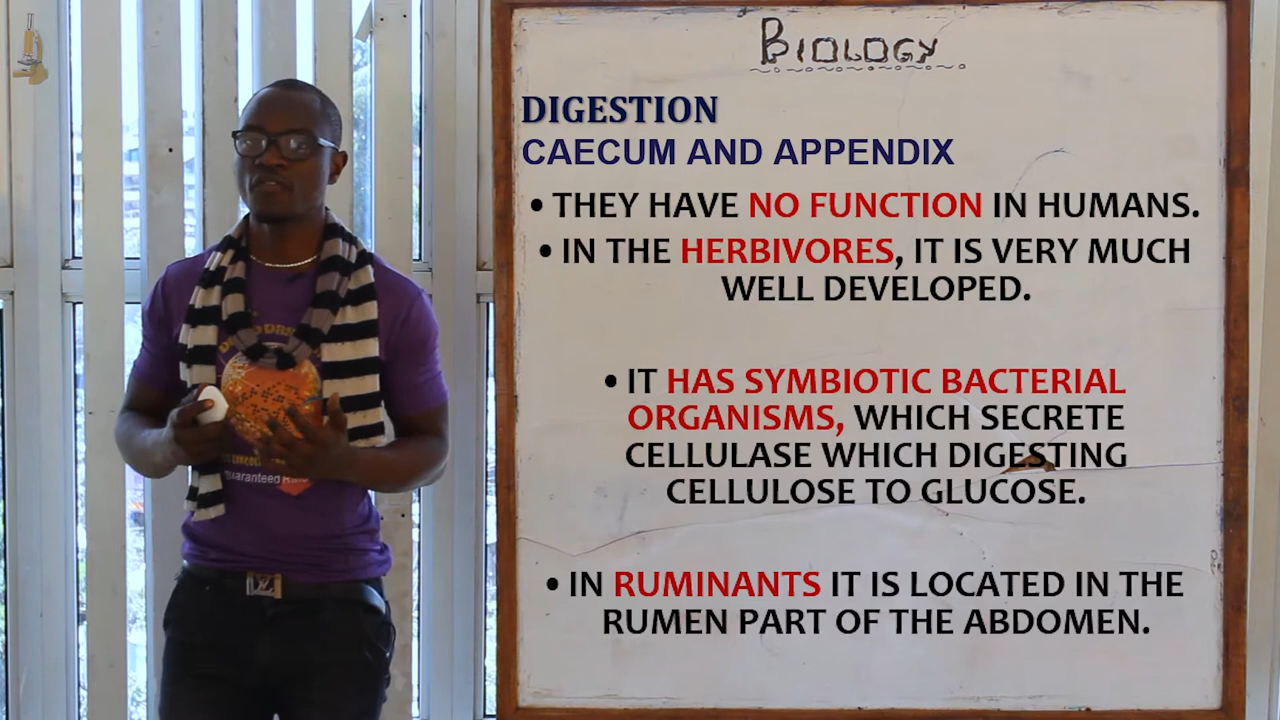 BIOLOGY
DIGESTION
CAECUM AND APPENDIX
• THEY HAVE NO FUNCTION IN HUMANS.
• IN THE HERBIVORES, IT IS VERY MUCH
WELL DEVELOPED.
• IT HAS SYMBIOTIC BACTERIAL
ORGANISMS, WHICH SECRETE
CELLULASE WHICH DIGESTING
CELLULOSE TO GLUCOSE.
• IN RUMINANTS IT IS LOCATED IN THE
RUMEN PART OF THE ABDOMEN.